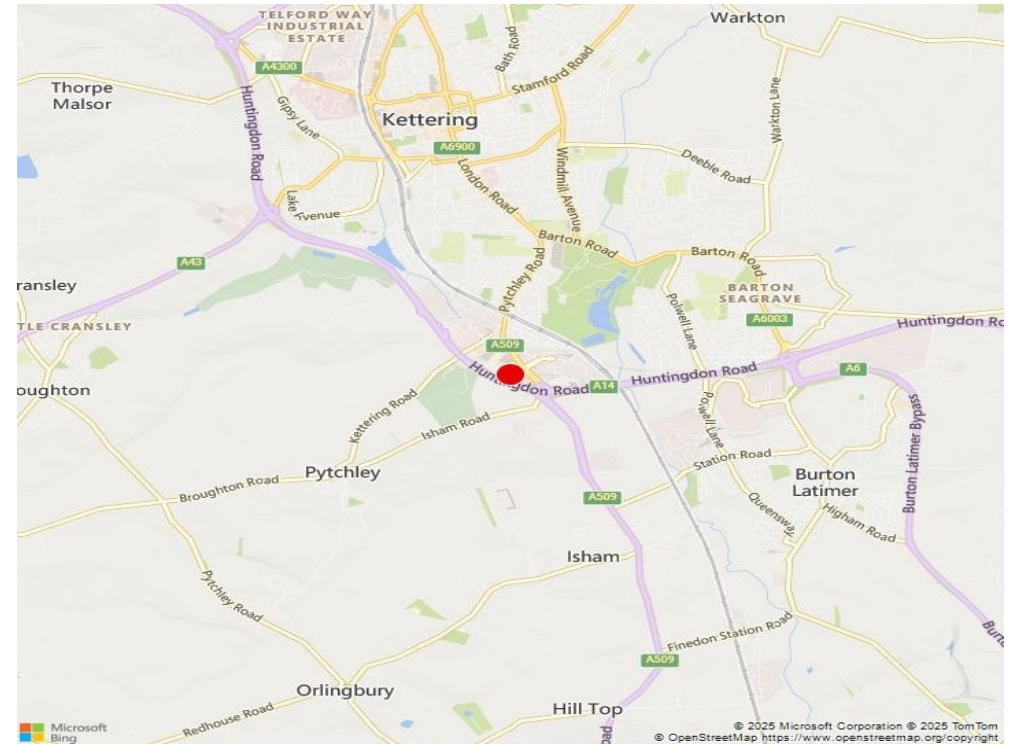 TELFORD WAY
INDUSTRIAL
ESTATE
Warkton
Bath Road
Stamford Road
A4300
Thorpe
Malsor
Huntingdon Road
Gipsy Lane
Kettering
Warkton Lane
A6900
Windmill Avenue
Deeble Road
London Road
Lake Avenue
Barton Road
Barton Road
A43
Pytchley Road
ransley
BARTON
SEAGRAVE
Polwell Lane
A6003
TLE CRANSLEY
Huntingdon Ro
A509
Huntingdon Road
A14
Huntingdon Road
A6
oughton
Kettering Road
Isham Road
Polwell Lane
Burton Latimer Bypass
Station Road
Pytchley
Broughton Road
Burton
Latimer
A509
Queensway
Higham Road
Isham
Pytchley Road
Finedon Station Road
Burt
A509
Orlingbury
Hill Top
Redhouse Road
oad
Microsoft
Bing
© 2025 Microsoft Corporation © 2025 TomTom
© OpenStreetMap https://www.openstreetmap.org/copyright